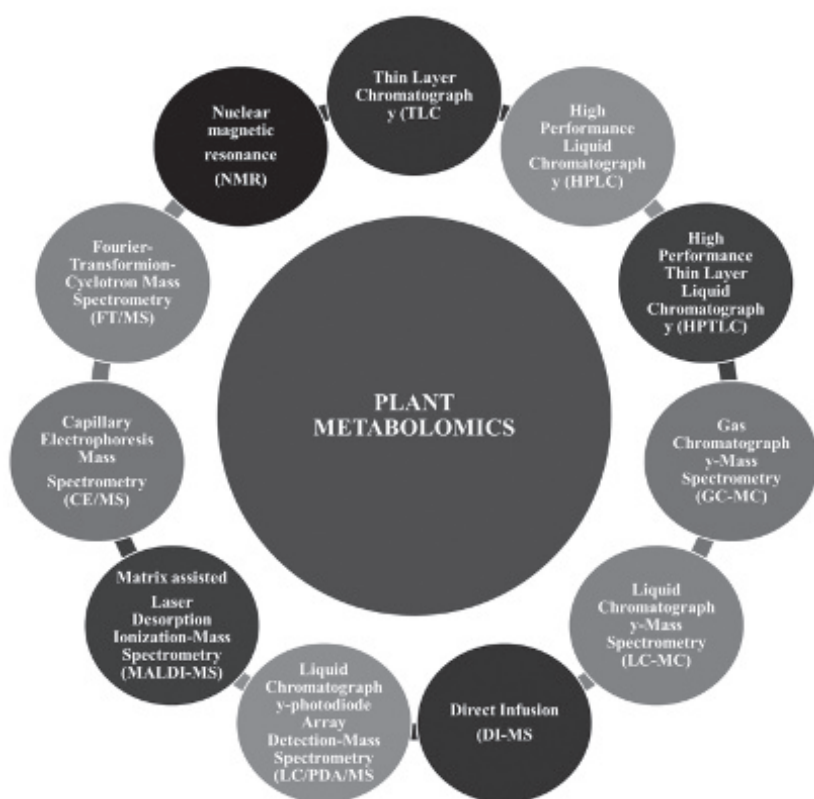 Thin Layer
Chromatograph
y (TLC
High
Performance
Liquid
Chromatograph
y (HPLC)
High
Performance
Thin Layer
Liquid
Chromatograph
y (HPTLC)
Gas
Chromatograph
y-Mass
Spectrometry
(GC-MC)
Liquid
Chromatograph
y-Mass
Spectrometry
(LC-MC)
Direct Infusion
(DI-MS
Liquid
Chromatograph
y-photodiode
Array
Detection-Mass
Spectrometry
(LC/PDA/MS
Matrix assisted
Laser
Desorption
Ionization-Mass
Spectrometry
(MALDI-MS)
Capillary
Electrophoresis
Mass
Spectrometry
(CE/MS)
Fourier-
Transformion-
Cyclotron Mass
Spectrometry
(FT/MS)
Nuclear
magnetic
resonance
(NMR)
PLANT
METABOLOMICS